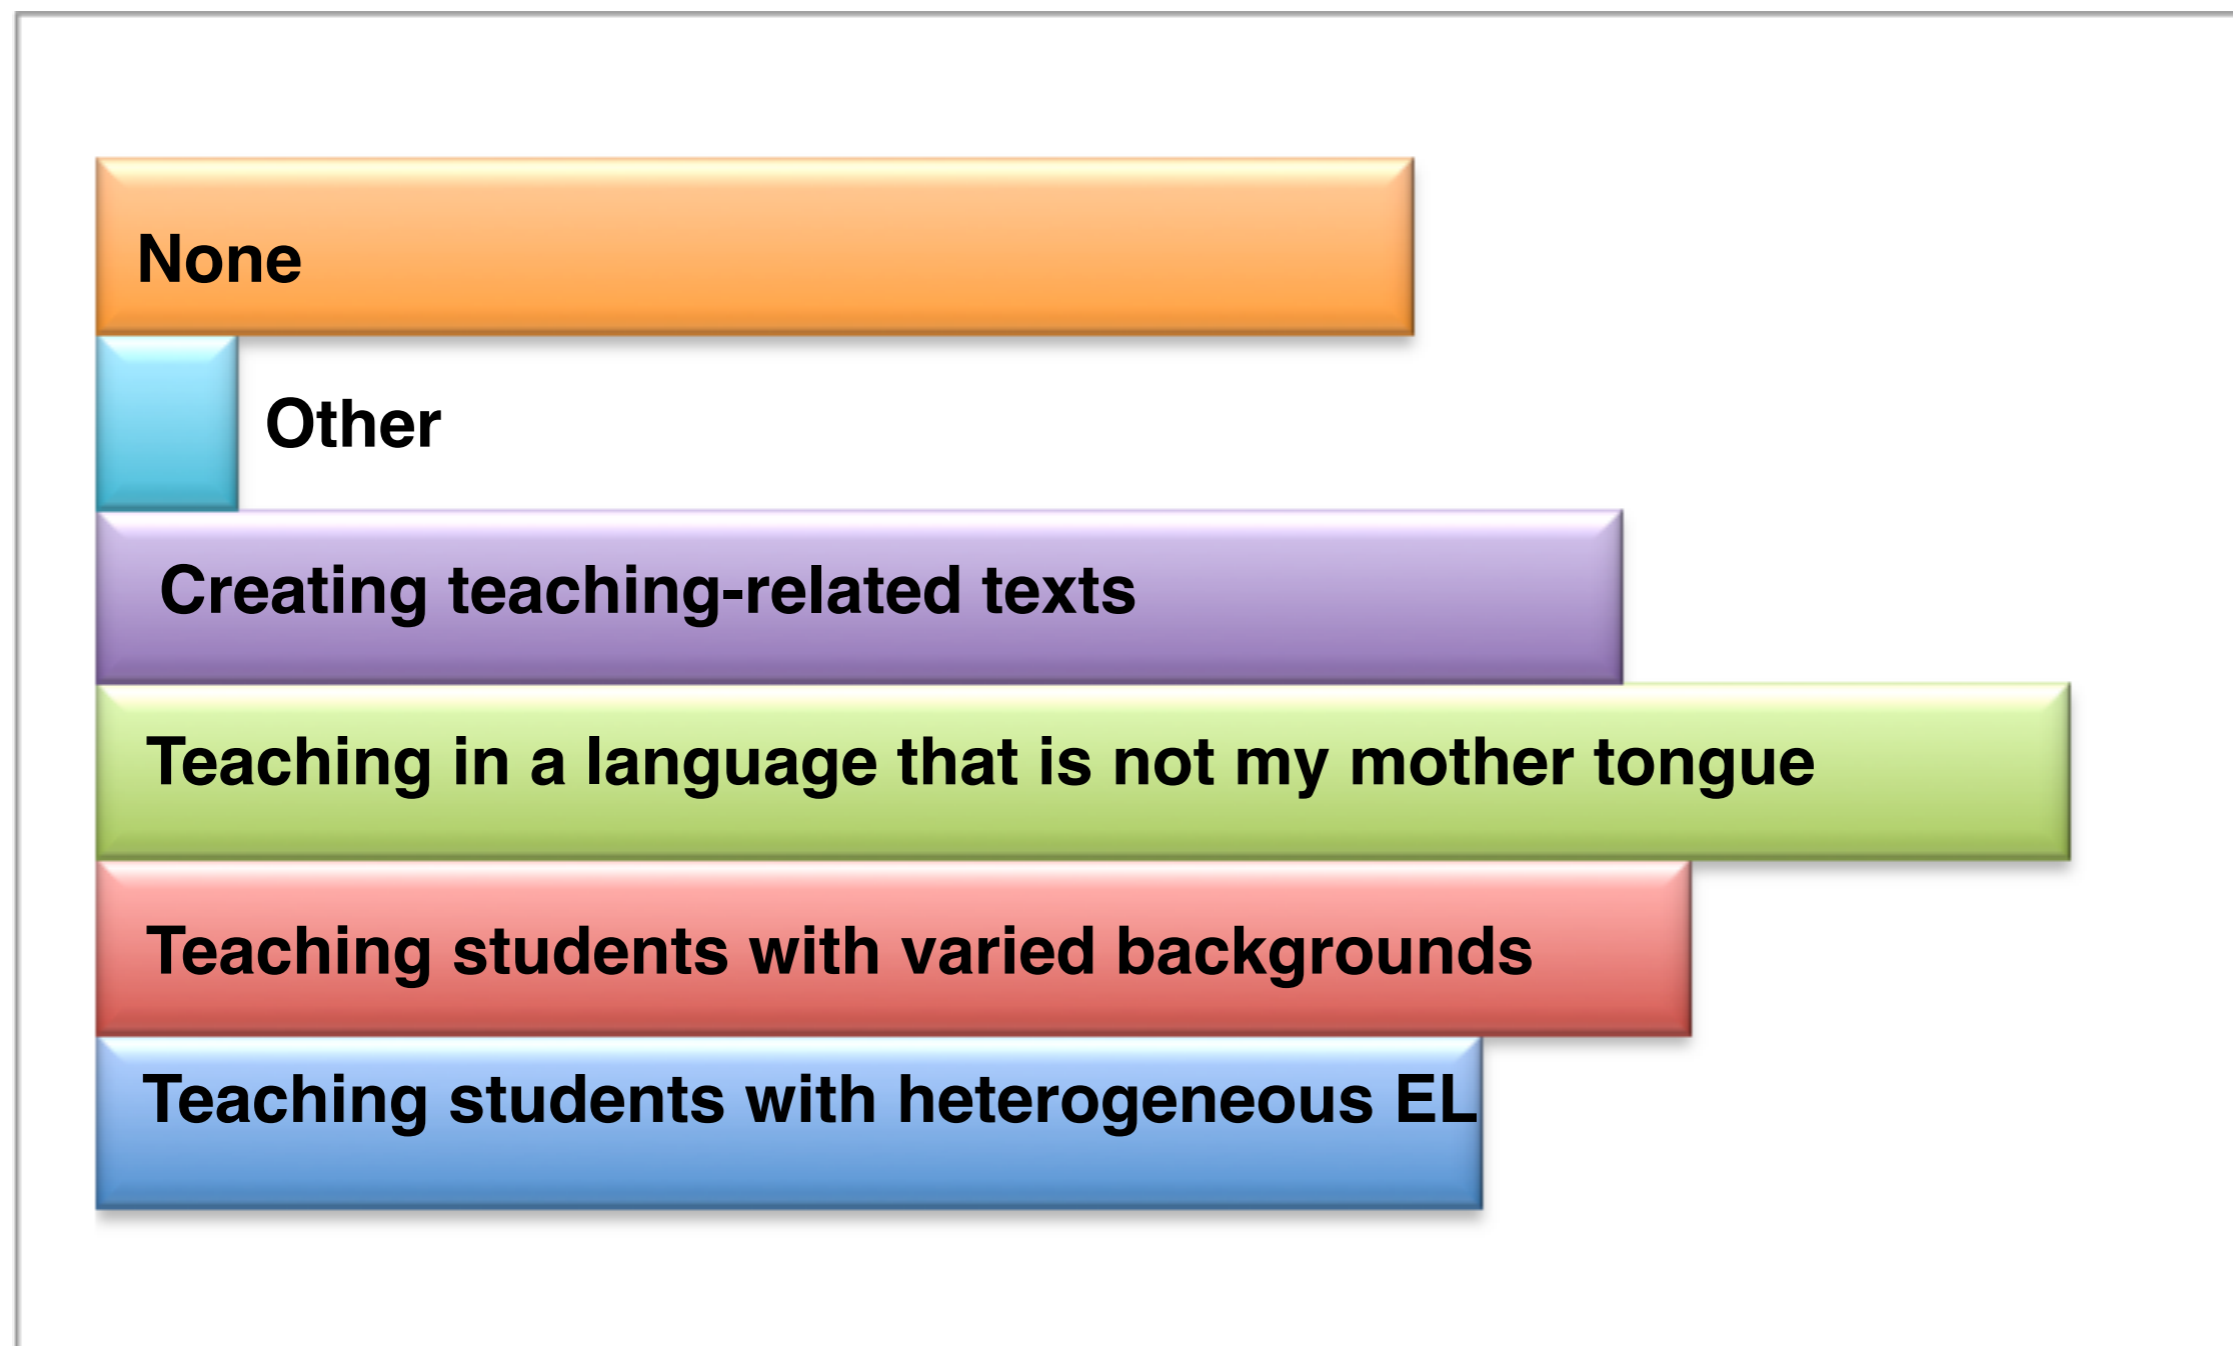 None
Other
Creating teaching-related texts
Teaching in a language that is not my mother tongue
Teaching students with varied backgrounds
Teaching students with heterogeneous EL